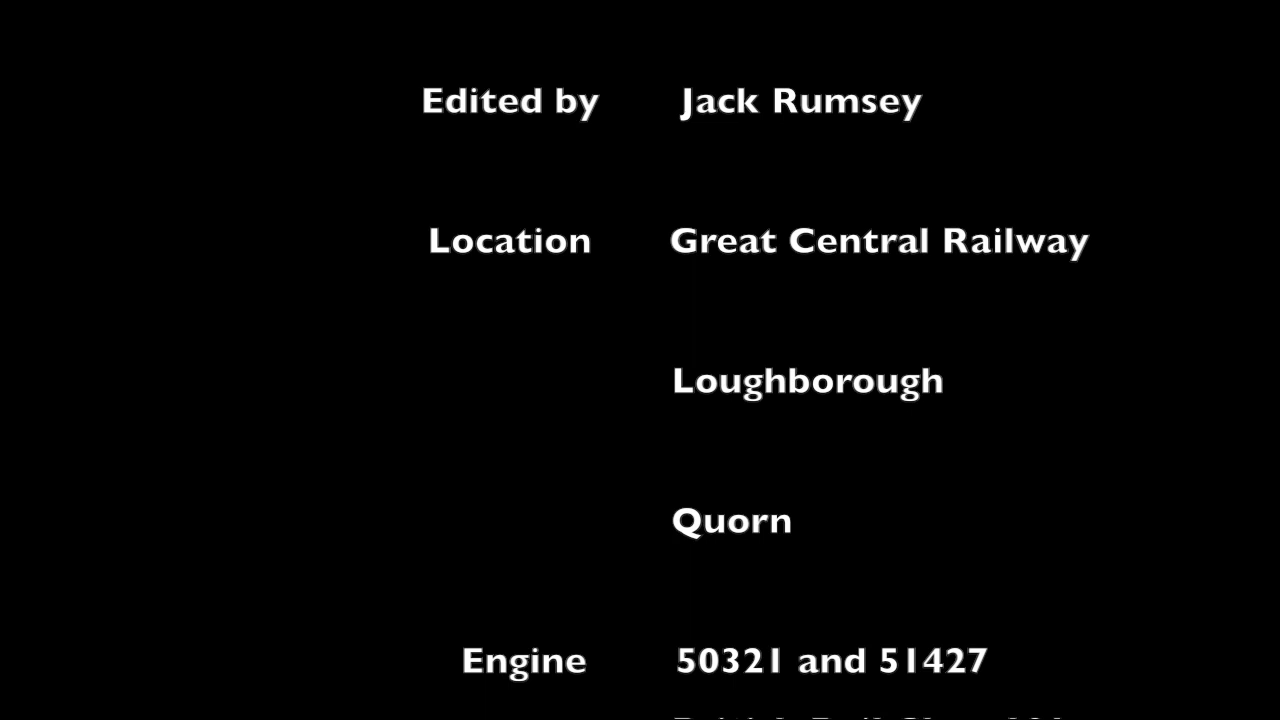 Edited by Jack Rumsey
Location Great Central Railway
Loughborough
Quorn
Engine 50321 and 51427